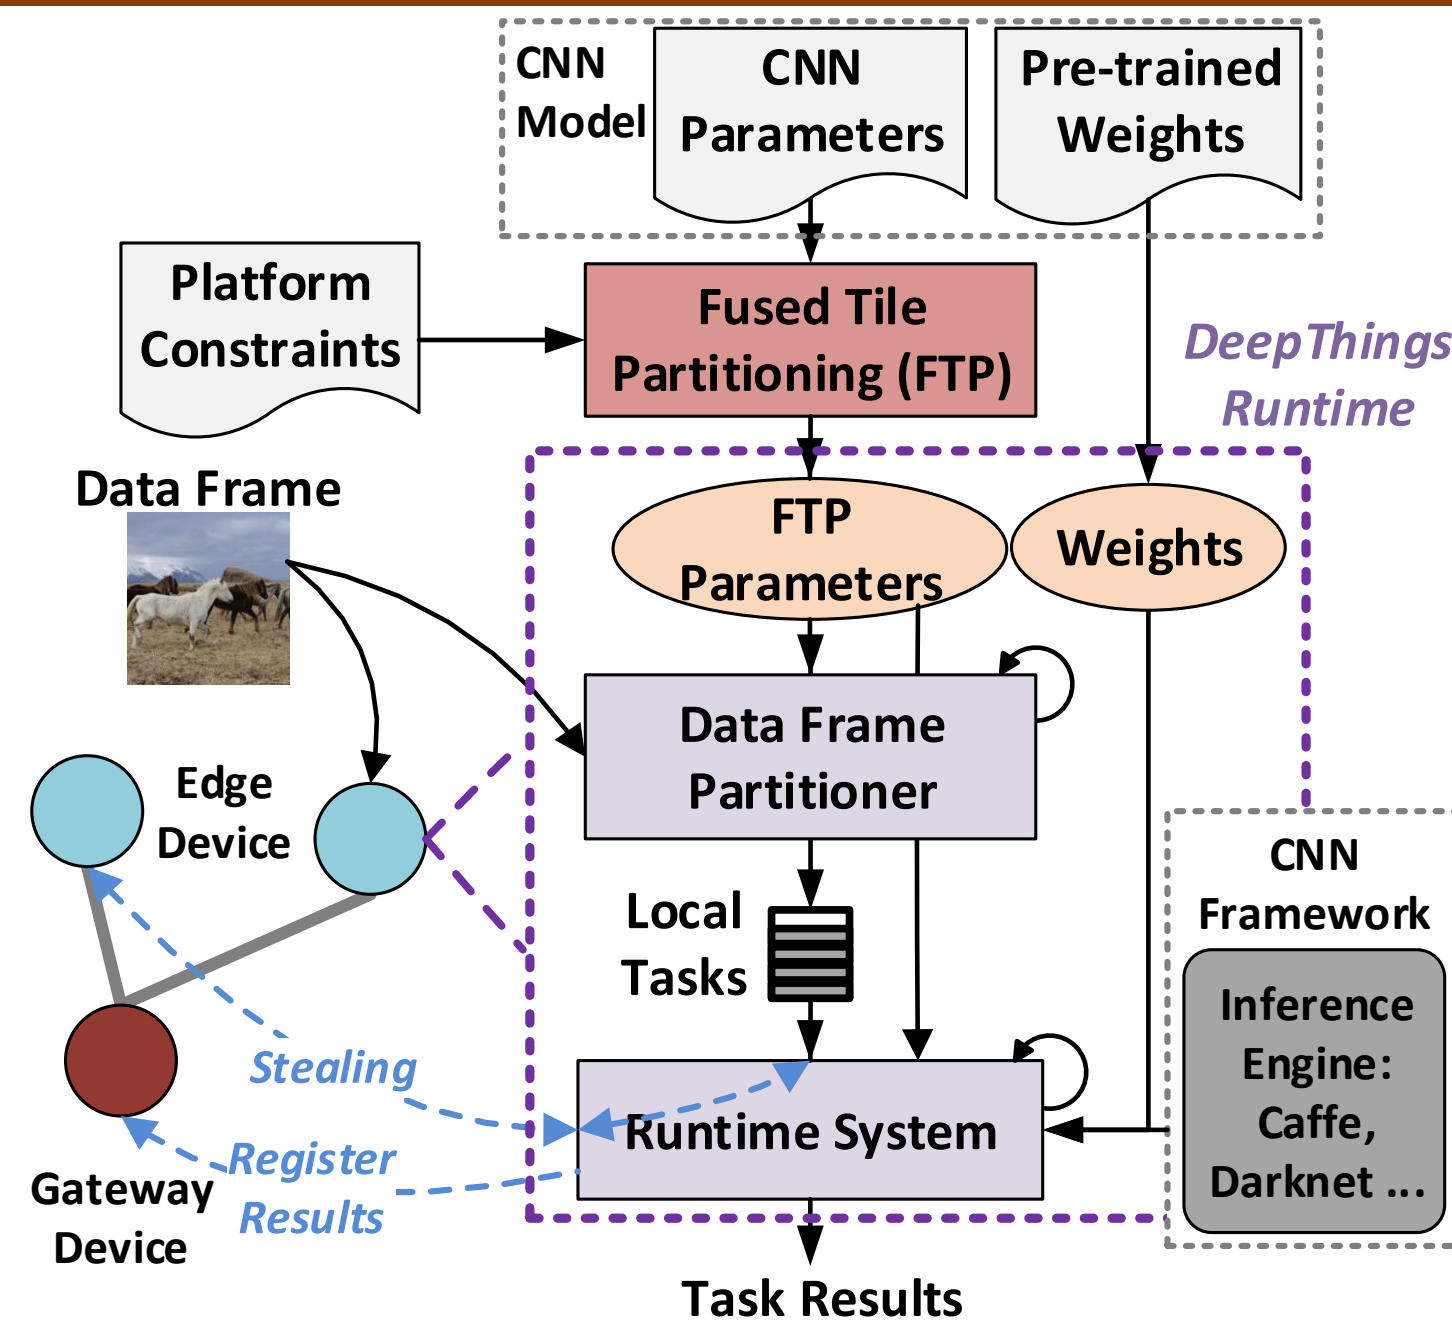 CNN
Model
CNN
Parameters
Pre-trained
Weights
Platform
Constraints
Fused Tile
Partitioning (FTP)
DeepThings
Runtime
Data Frame
FTP
Parameters
Weights
Data Frame
Partitioner
Edge
Device
Local
Tasks
CNN
Framework
Inference
Engine:
Caffe,
Darknet ...
Stealing
Runtime System
Register
Results
Gateway
Device
Task Results